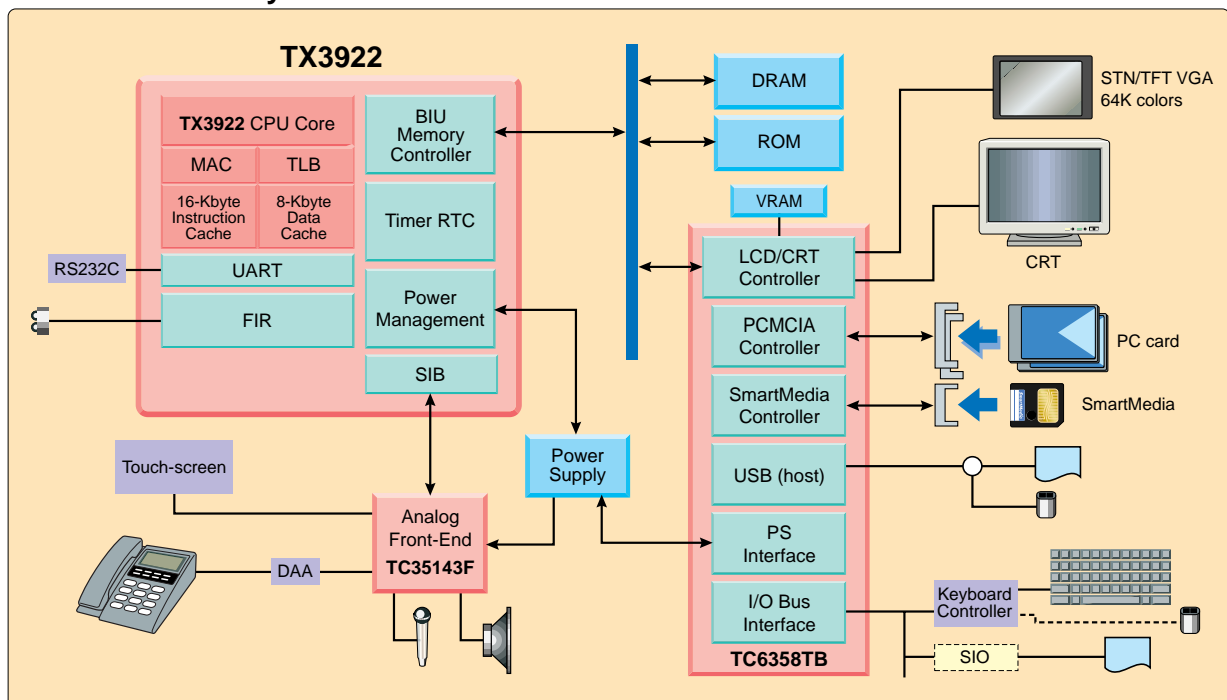 TX3922
TX3922 CPU Core
MAC
TLB
16-Kbyte
Instruction
Cache
8-Kbyte
Data
Cache
UART
FIR
BIU
Memory
Controller
Timer RTC
Power
Management
SIB
RS232C
DRAM
ROM
VRAM
LCD/CRT
Controller
PCMCIA
Controller
SmartMedia
Controller
USB (host)
PS
Interface
I/O Bus
Interface
TC6358TB
STN/TFT VGA
64K colors
CRT
PC card
SmartMedia
Touch-screen
Power
Supply
Analog
Front-End
TC35143F
DAA
Keyboard
Controller
SIO